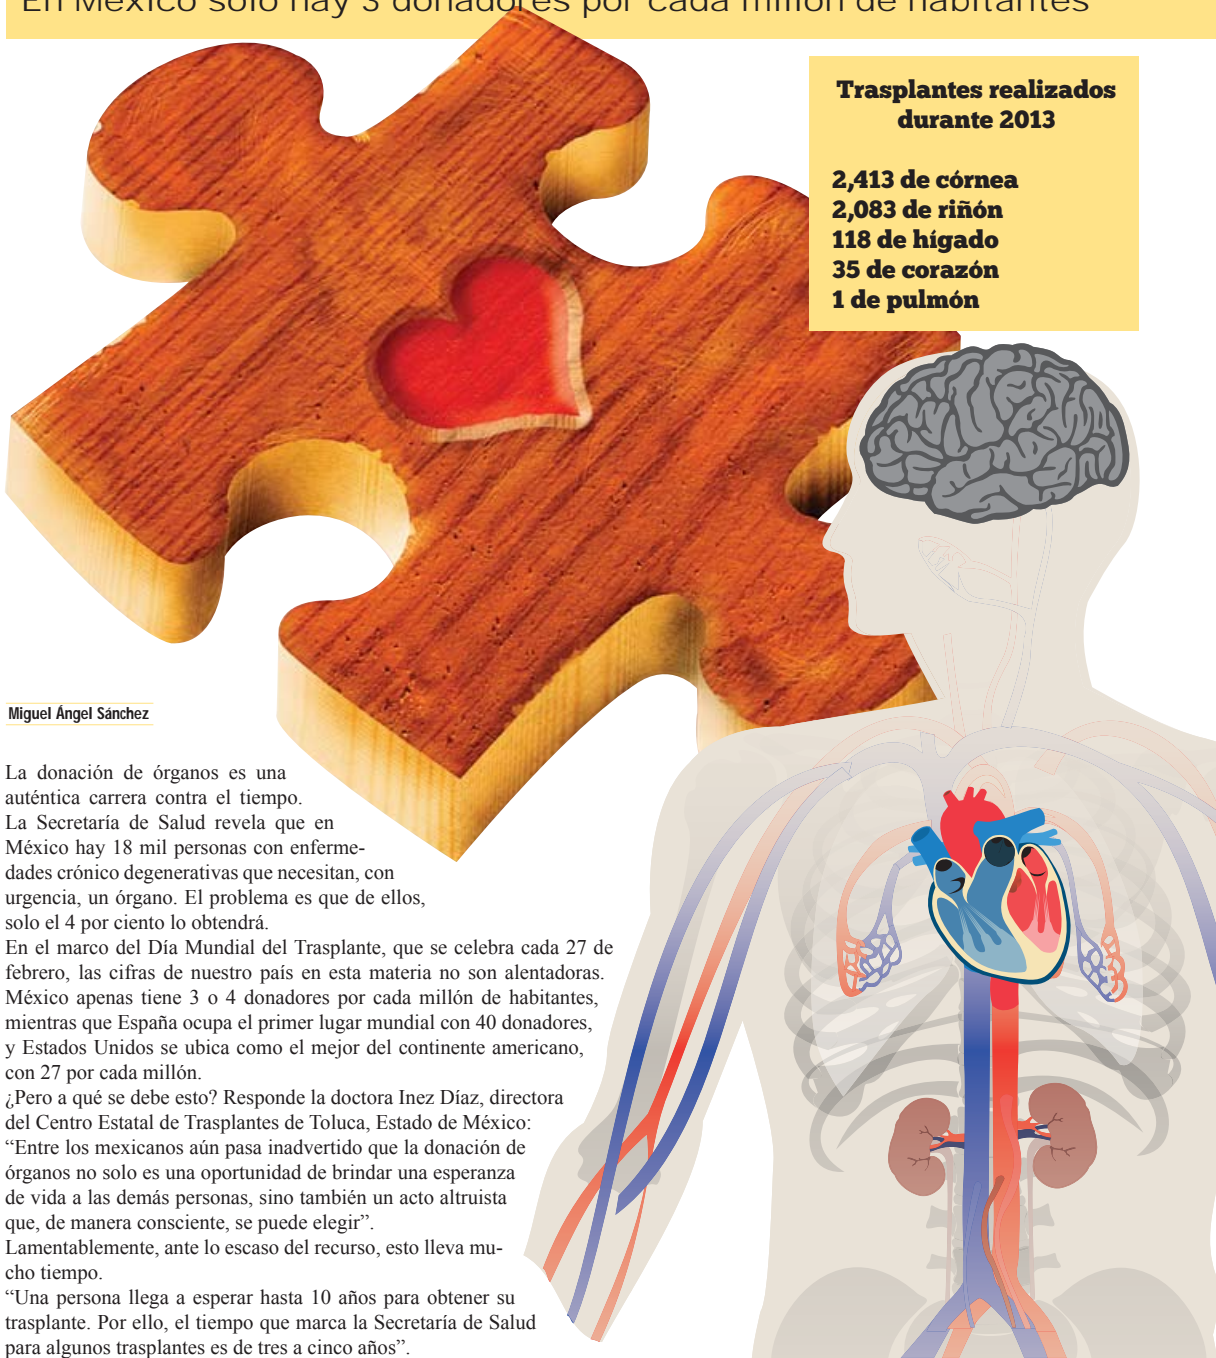 En México solo hay 3 donadores por cada millón de habitantes
Trasplantes realizados
durante 2013
2,413 de córnea
2,083 de riñón
118 de hígado
35 de corazón
1 de pulmón
Miguel Ángel Sánchez
La donación de órganos es una
auténtica carrera contra el tiempo.
La Secretaría de Salud revela que en
México hay 18 mil personas con enferme-
dades crónico degenerativas que necesitan, con
urgencia, un órgano. El problema es que de ellos,
solo el 4 por ciento lo obtendrá.
En el marco del Día Mundial del Trasplante, que se celebra cada 27 de
febrero, las cifras de nuestro país en esta materia no son alentadoras.
México apenas tiene 3 o 4 donadores por cada millón de habitantes,
mientras que España ocupa el primer lugar mundial con 40 donadores,
y Estados Unidos se ubica como el mejor del continente americano,
con 27 por cada millón.
¿Pero a qué se debe esto? Responde la doctora Inez Díaz, directora
del Centro Estatal de Trasplantes de Toluca, Estado de México:
“Entre los mexicanos aún pasa inadvertido que la donación de
órganos no solo es una oportunidad de brindar una esperanza
de vida a las demás personas, sino también un acto altruista
que, de manera consciente, se puede elegir”.
Lamentablemente, ante lo escaso del recurso, esto lleva mu-
cho tiempo.
“Una persona llega a esperar hasta 10 años para obtener su
trasplante. Por ello, el tiempo que marca la Secretaría de Salud
para algunos trasplantes es de tres a cinco años”.